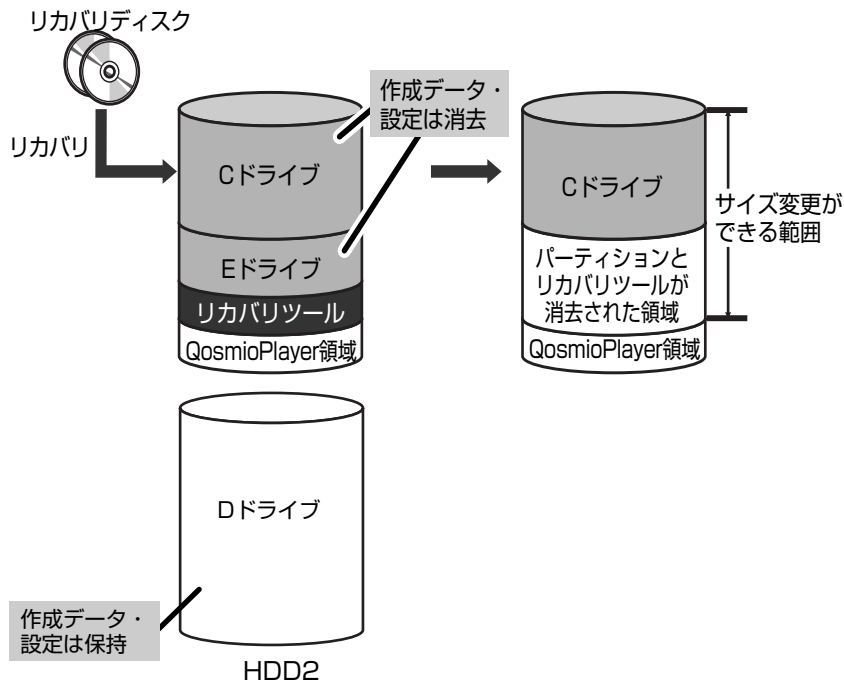 リカバリディスク
リカバリ
作成データ・
設定は消去
Cドライブ
Eドライブ
リカバリツール
QosmioPlayer領域
Cドライブ
パーティションと
リカバリツールが
消去された領域
QosmioPlayer領域
サイズ変更が
できる範囲
Dドライブ
作成データ・
設定は保持
HDD2